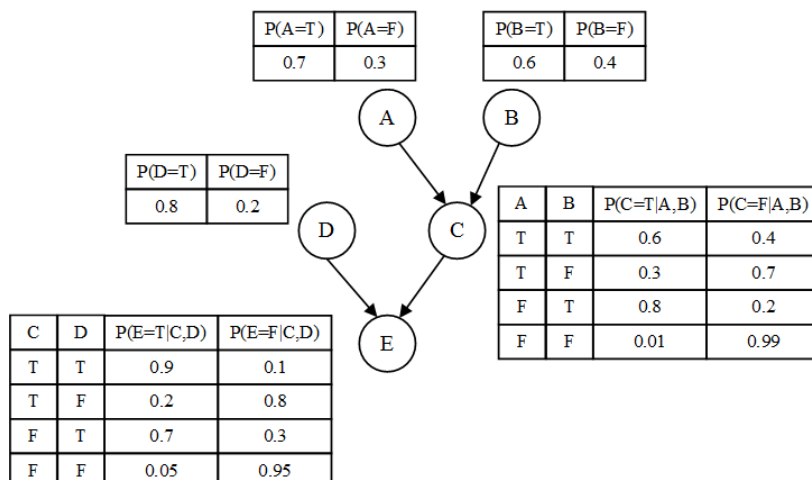 P(A=T) P(A=F)
0.7 0.3
P(B=T) P(B=F)
0.6 0.4
A
B
P(D=T) P(D=F)
0.8 0.2
D
C
A B P(C=T|A,B) P(C=F|A,B)
T T 0.6 0.4
T F 0.3 0.7
F T 0.8 0.2
F F 0.01 0.99
E
C D P(E=T|C,D) P(E=F|C,D)
T T 0.9 0.1
T F 0.2 0.8
F T 0.7 0.3
F F 0.05 0.95